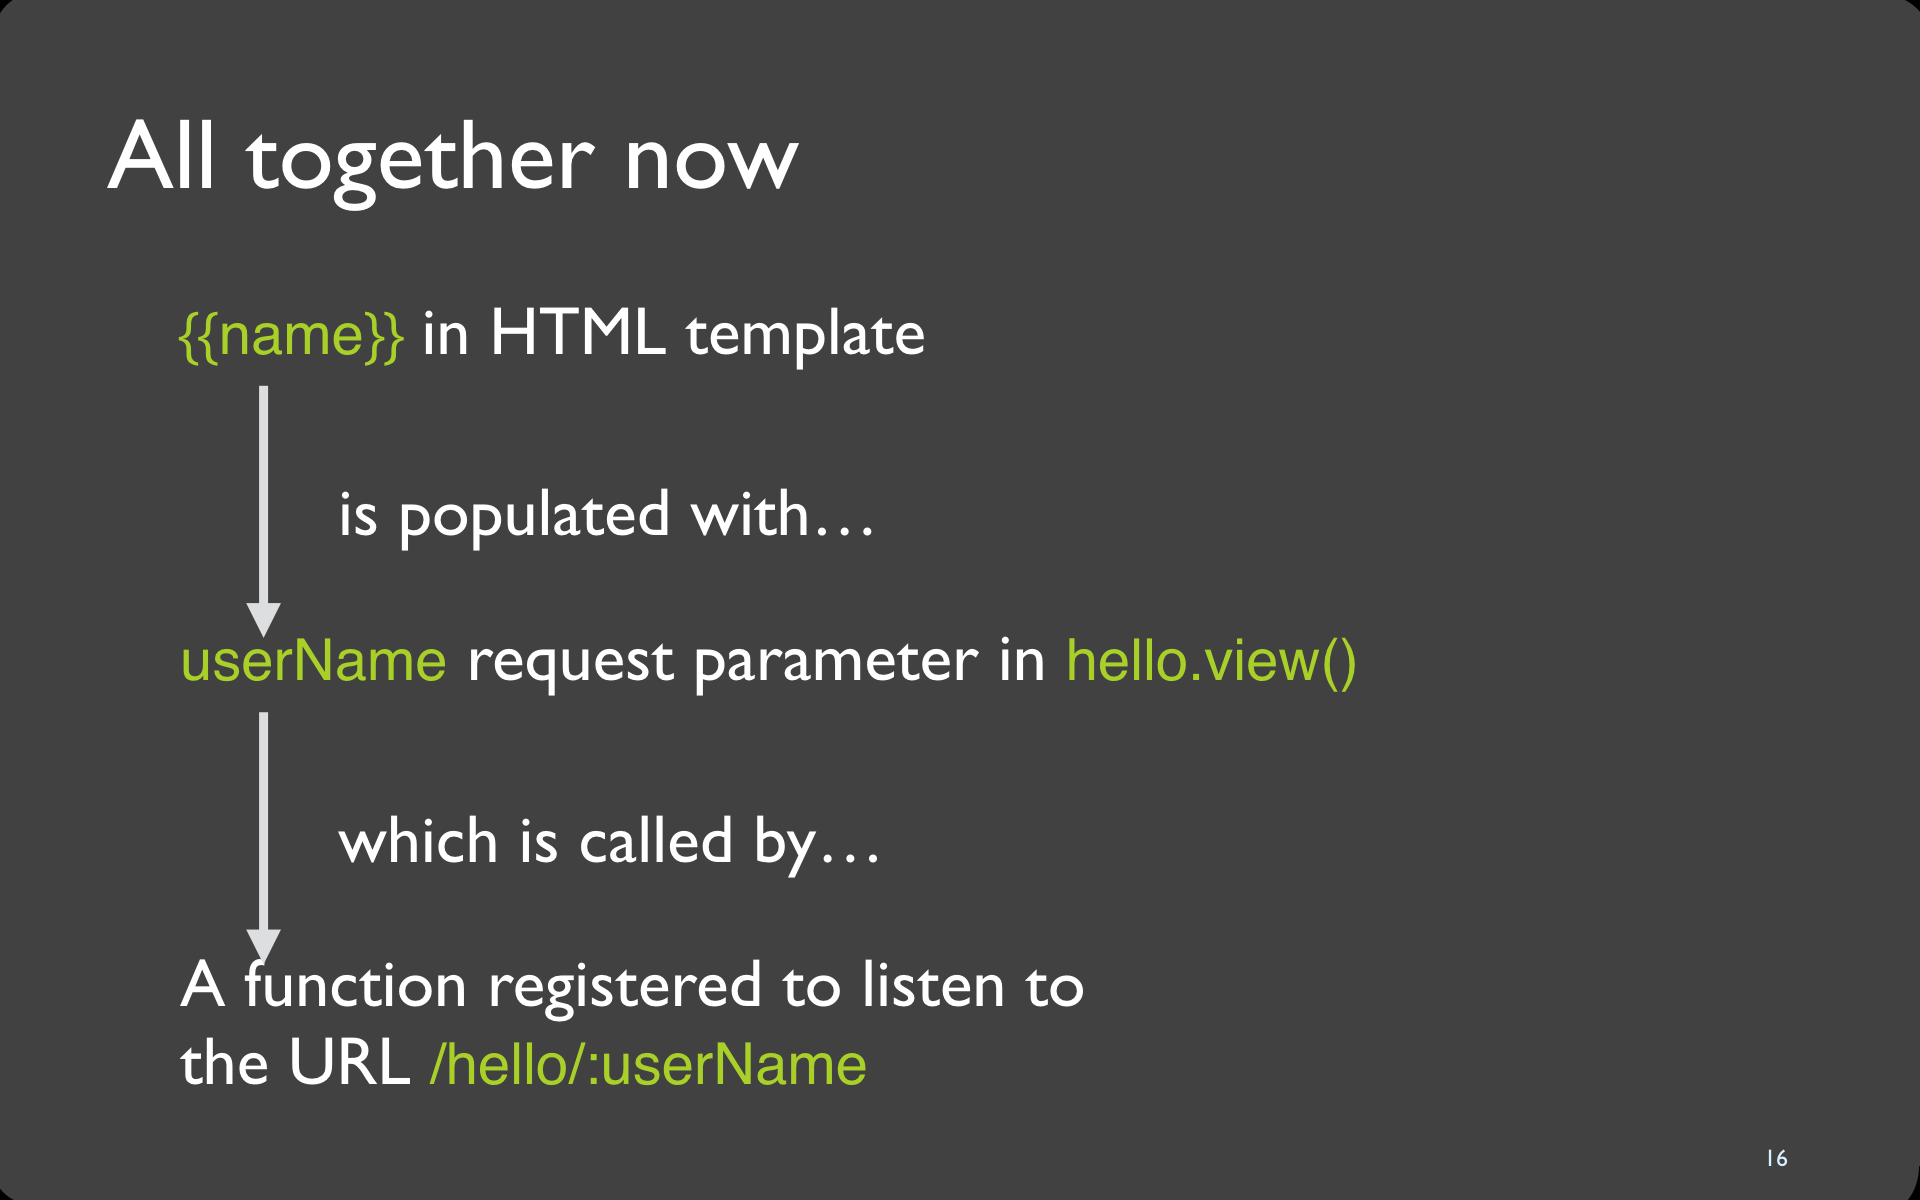 All together now
{{name}} in HTML template
is populated with…
userName request parameter in hello.view()
which is called by…
A function registered to listen to
the URL /hello/:userName
16